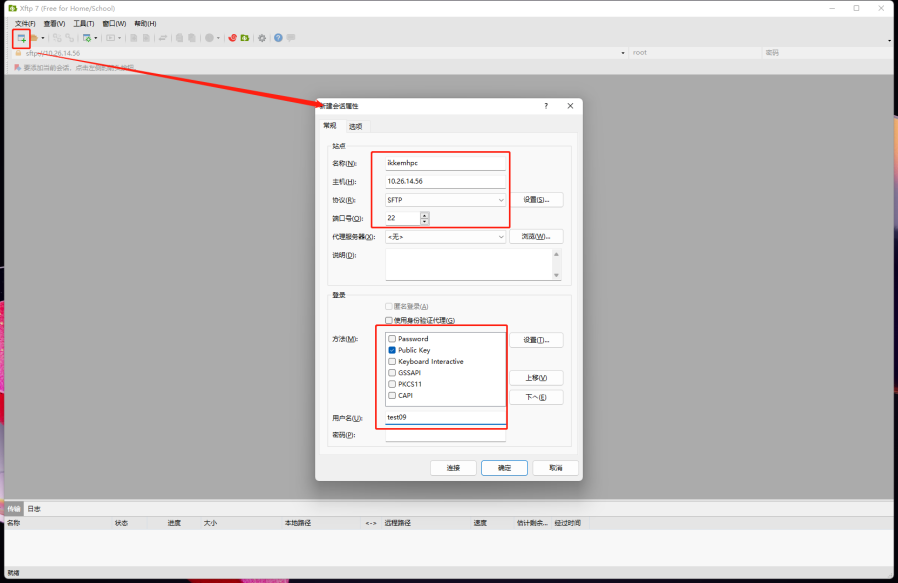 Xftp 7 (Free for Home/School)
文件(F) 查看(V) 工具(T) 窗口(W) 帮助(H)
sftp://10.26.14.56 root 密码
要添加当前会话，点击左侧的
新建会话属性 ?
常规 选项
站点
名称(N): ikkemhpc
主机(H): 10.26.14.56
协议(R): SFTP 设置(S)...
端口号(O): 22
代理服务器(X): <无> 浏览(W)...
说明(D):
登录
匿名登录(A)
使用身份验证代理(G)
方法(M): Password 设置(T)...
Public Key
Keyboard Interactive
GSSAPI
上移(V)
PKCS11
CAPI
下へ(E)
用户名(U): test09
密码(P):
连接 确定 取消
传输 日志
名称 状态 进度 大小 本地路径 <-> 远程路径 速度 估计剩余... 经过时间
就绪